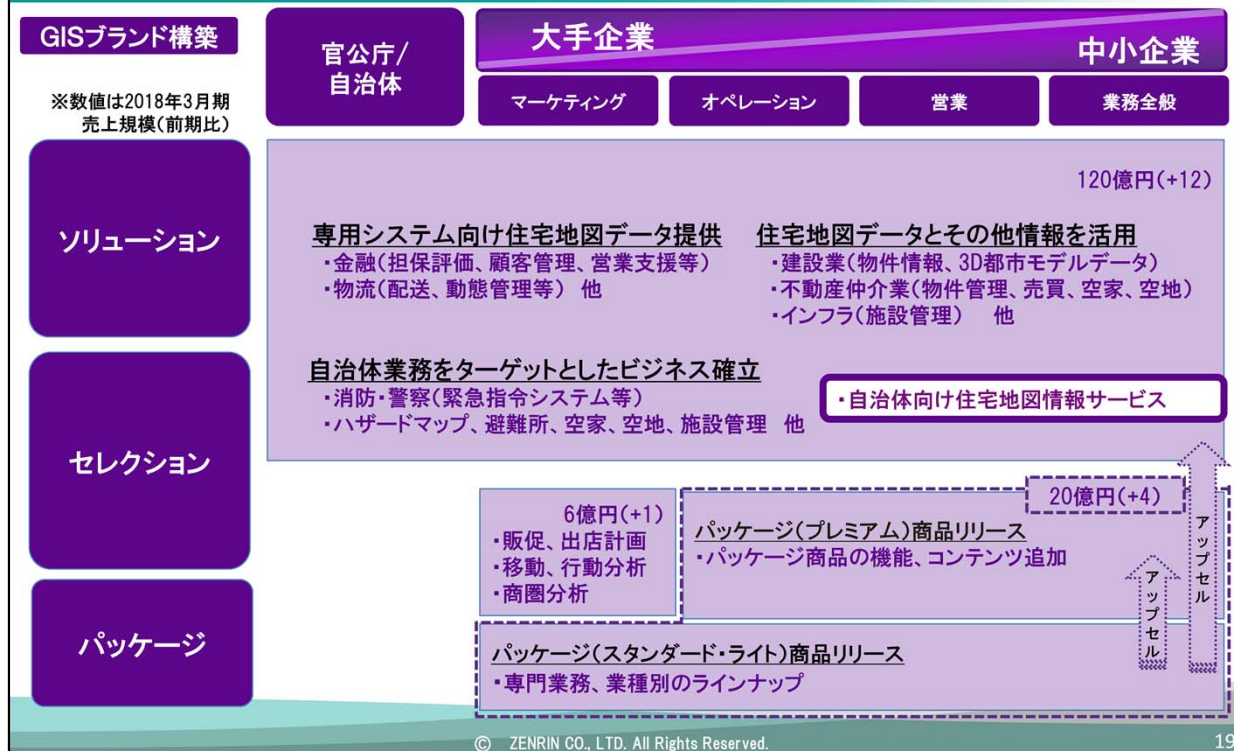 GISブランド構築
※数値は2018年3月期
売上規模(前期比)
官公庁/
自治体
大手企業
中小企業
マーケティング
オペレーション
営業
業務全般
ソリューション
セレクション
パッケージ
120億円(+12)
専用システム向け住宅地図データ提供
・金融(担保評価、顧客管理、営業支援等)
・物流(配送、動態管理等) 他
住宅地図データとその他情報を活用
・建設業(物件情報、3D都市モデルデータ)
・不動産仲介業(物件管理、売買、空家、空地)
・インフラ(施設管理) 他
自治体業務をターゲットとしたビジネス確立
・消防・警察(緊急指令システム等)
・ハザードマップ、避難所、空家、空地、施設管理 他
・自治体向け住宅地図情報サービス
6億円(+1)
・販促、出店計画
・移動、行動分析
・商圏分析
20億円(+4)
パッケージ(プレミアム)商品リリース
・パッケージ商品の機能、コンテンツ追加
アップセル
アップセル
パッケージ(スタンダード・ライト)商品リリース
・専門業務、業種別のラインナップ
© ZENRIN CO., LTD. All Rights Reserved.
19